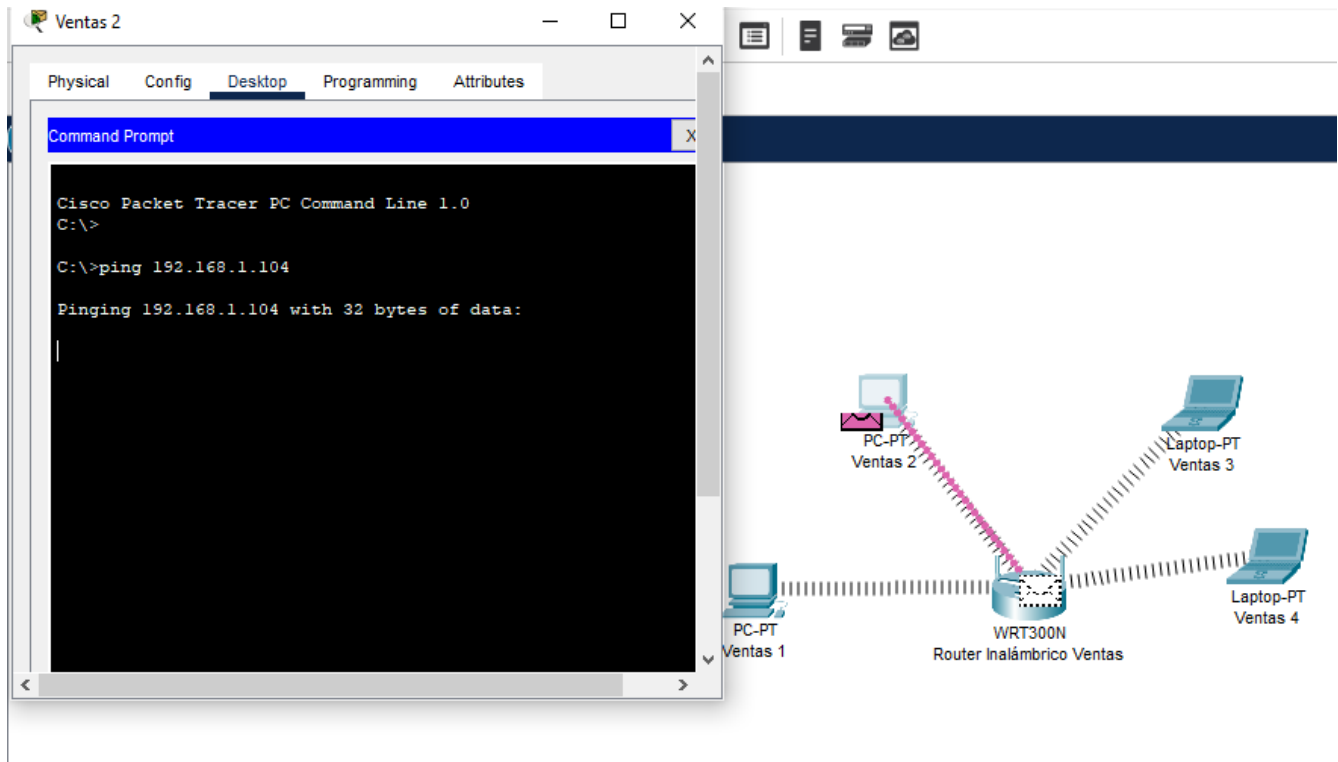 Ventas 2
Physical Config Desktop Programming Attributes
Command Prompt
X
Cisco Packet Tracer PC Command Line 1.0
C:\>
C:\>ping 192.168.1.104
Pinging 192.168.1.104 with 32 bytes of data:
PC-PT
Ventas 2
Laptop-PT
Ventas 3
PC-PT
Ventas 1
WRT300N
Router Inalámbrico Ventas
Laptop-PT
Ventas 4